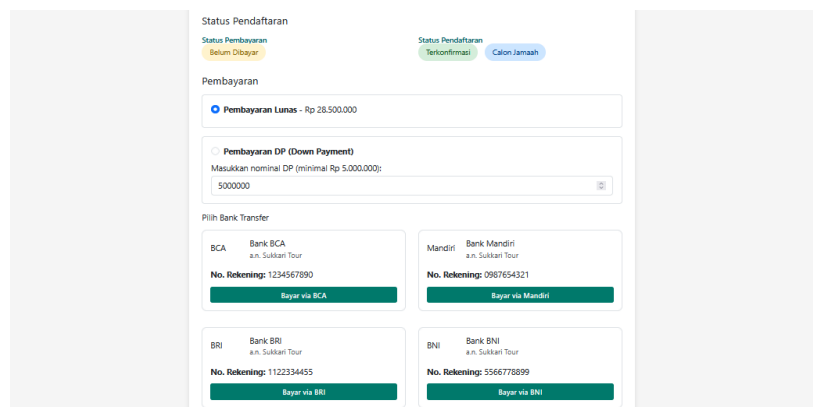 Status Pendaftaran
Status Pembayaran
Belum Dibayar
Status Pendaftaran
Terkonfirmasi
Calon Jamaah
Pembayaran
Pembayaran Lunas - Rp 28.500.000
Pembayaran DP (Down Payment)
Masukkan nominal DP (minimal Rp 5.000.000):
5000000
Pilih Bank Transfer
BCA
Bank BCA
a.n. Sukkari Tour
No. Rekening: 1234567890
Bayar via BCA
Mandiri
Bank Mandiri
a.n. Sukkari Tour
No. Rekening: 0987654321
Bayar via Mandiri
BRI
Bank BRI
a.n. Sukkari Tour
No. Rekening: 1122334455
Bayar via BRI
BNI
Bank BNI
a.n. Sukkari Tour
No. Rekening: 5566778899
Bayar via BNI